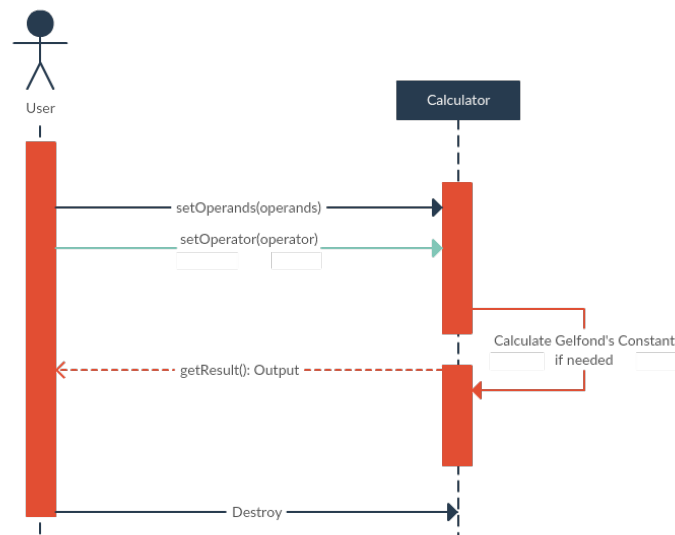 User
Calculator
setOperands(operands)
setOperator(operator)
Calculate Gelfond's Constant
if needed
getResult(): Output
Destroy